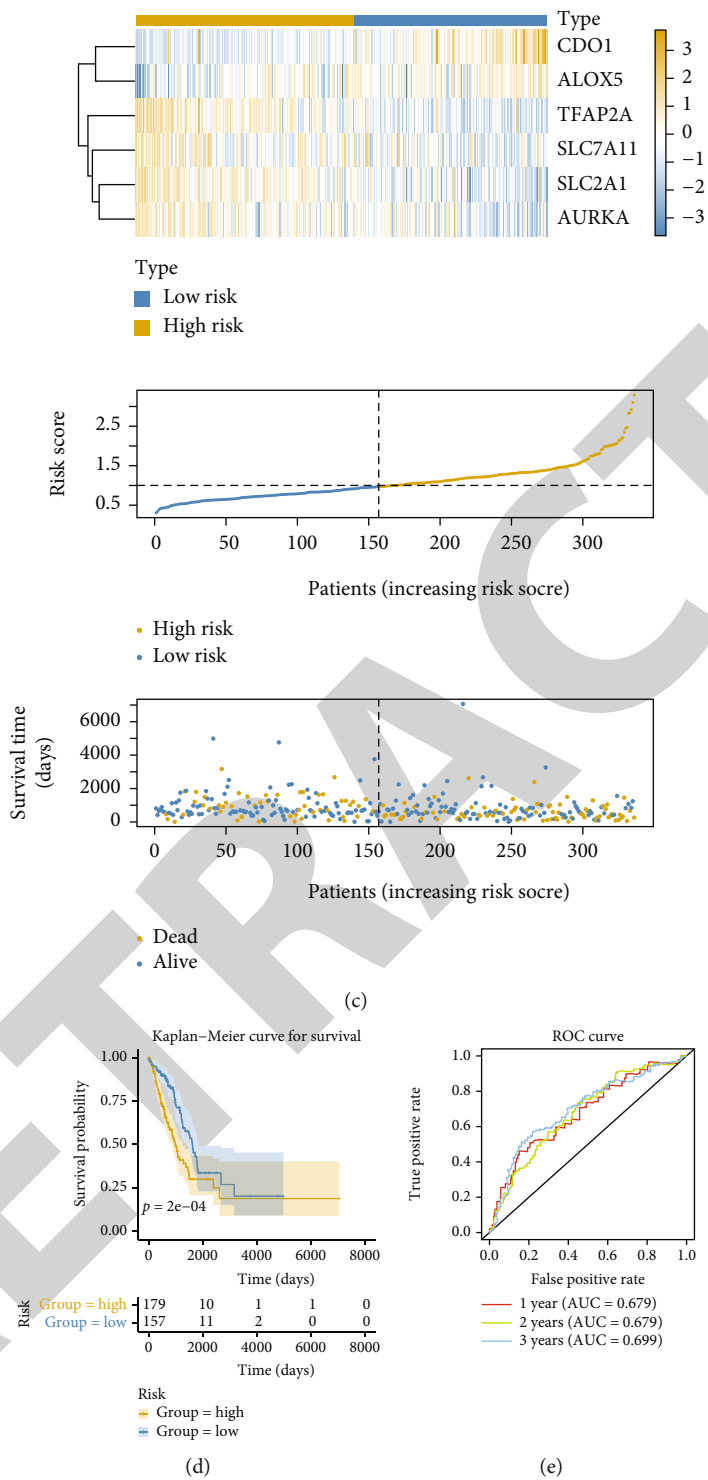 Type
CDO1
ALOX5
TFAP2A
SLC7A11
SLC2A1
AURKA
3
2
1
0
−1
−2
−3
Type
Low risk
High risk
Risk score
2.5
1.5
0.5
0 50 100 150 200 250 300
Patients (increasing risk socre)
High risk
Low risk
Survival time
(days)
6000
4000
2000
0
0 50 100 150 200 250 300
Patients (increasing risk socre)
Dead
Alive
(c)
Kaplan−Meier curve for survival
Survival probability
1.00
0.75
0.50
0.25
0.00
p = 2e−04
0 2000 4000 6000 8000
Time (days)
Risk
Group = high 179 10 1 1 0
Group = low 157 11 2 0 0
0 2000 4000 6000 8000
Time (days)
Risk
Group = high
Group = low
(d)
ROC curve
True positive rate
1.0
0.8
0.6
0.4
0.2
0.0
0.0 0.2 0.4 0.6 0.8 1.0
False positive rate
1 year (AUC = 0.679)
2 years (AUC = 0.679)
3 years (AUC = 0.699)
(e)
ETRACT